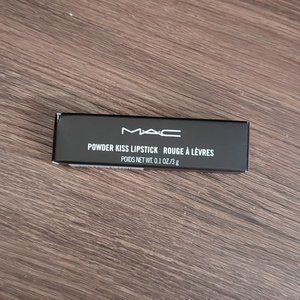 MAC
POWDER KISS LIPSTICK ROUGE À LÈVRES
POIDS NET WT. 0.1 OZ./3 g